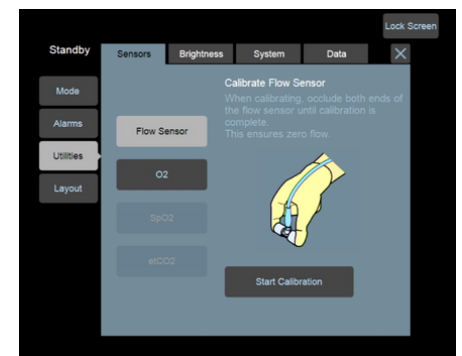 Lock Screen
Standby
Sensors
Brightness
System
Data
Mode
Alarms
Utilities
Layout
Flow Sensor
O2
SpO2
etCO2
Calibrate Flow Sensor
When calibrating, occlude both ends of
the flow sensor until calibration is
complete.
This ensures zero flow.
Start Calibration